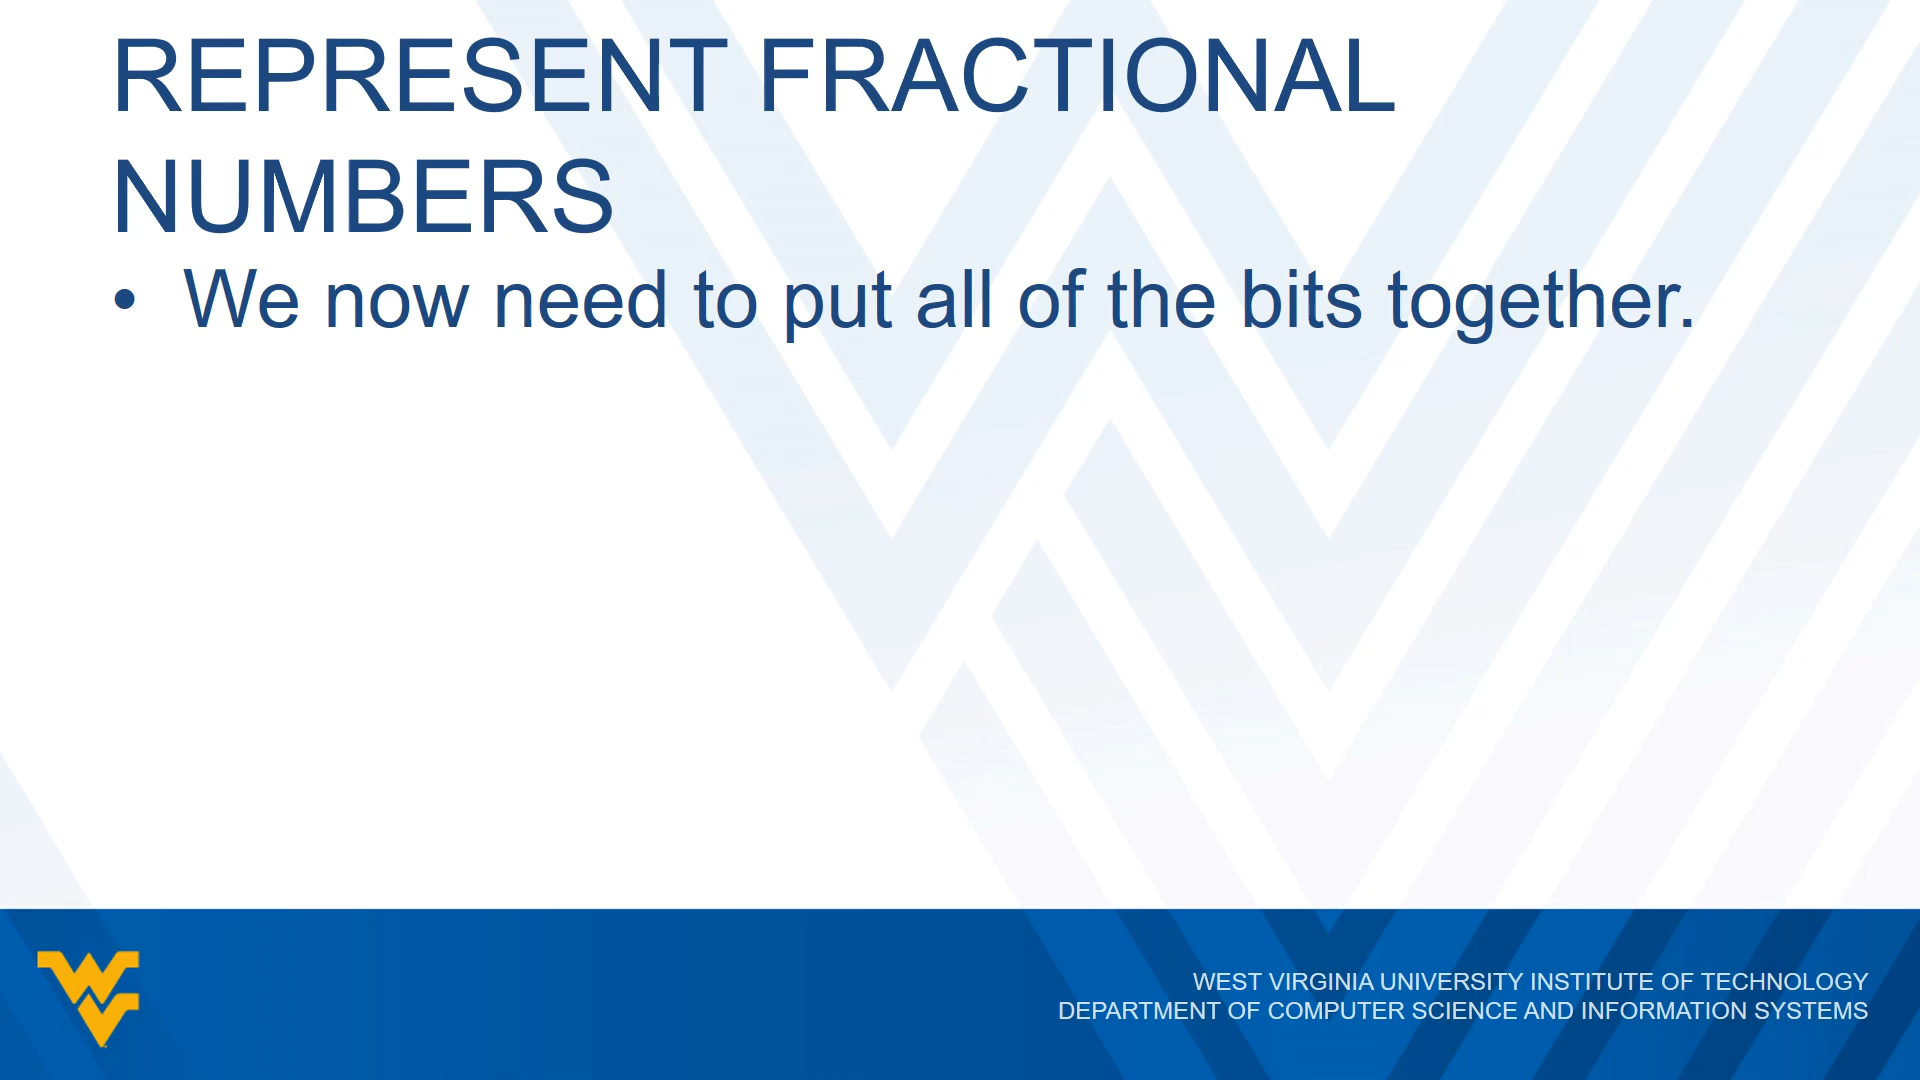 REPRESENT FRACTIONAL
NUMBERS
• We now need to put all of the bits together.
WEST VIRGINIA UNIVERSITY INSTITUTE OF TECHNOLOGY
DEPARTMENT OF COMPUTER SCIENCE AND INFORMATION SYSTEMS